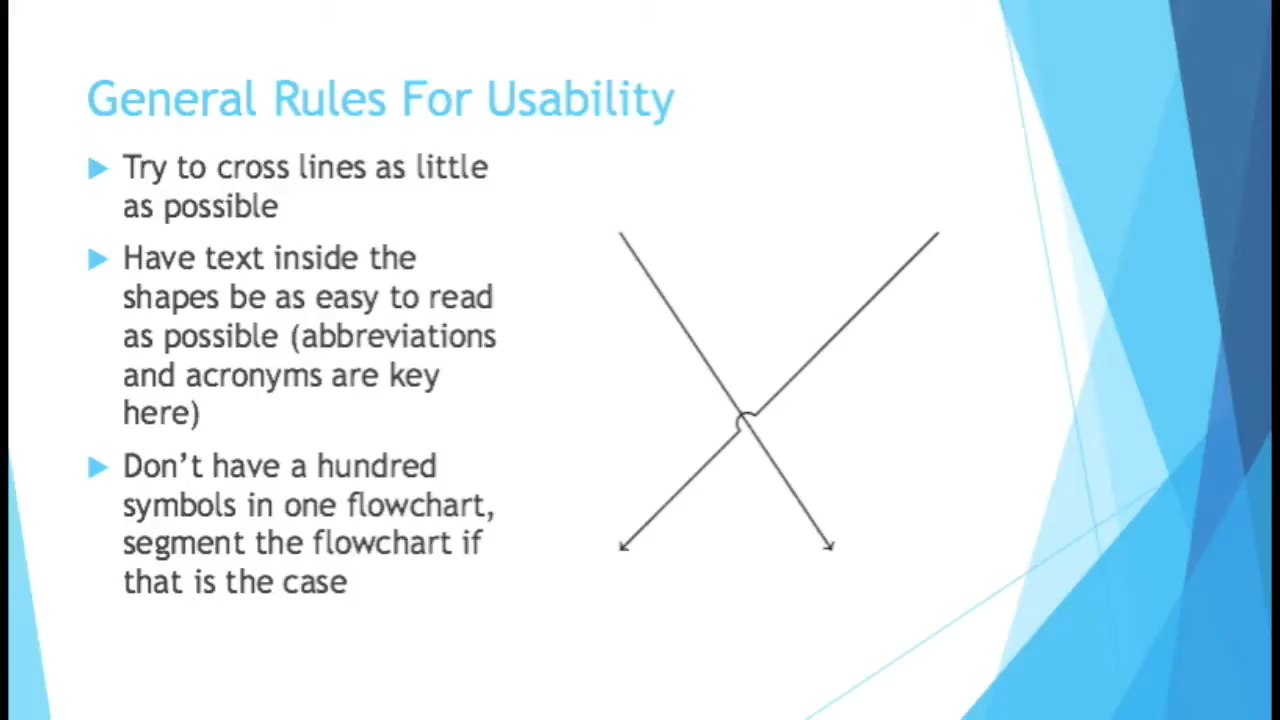 General Rules For Usability
Try to cross lines as little
as possible
Have text inside the
shapes be as easy to read
as possible (abbreviations
and acronyms are key
here)
Don’t have a hundred
symbols in one flowchart,
segment the flowchart if
that is the case